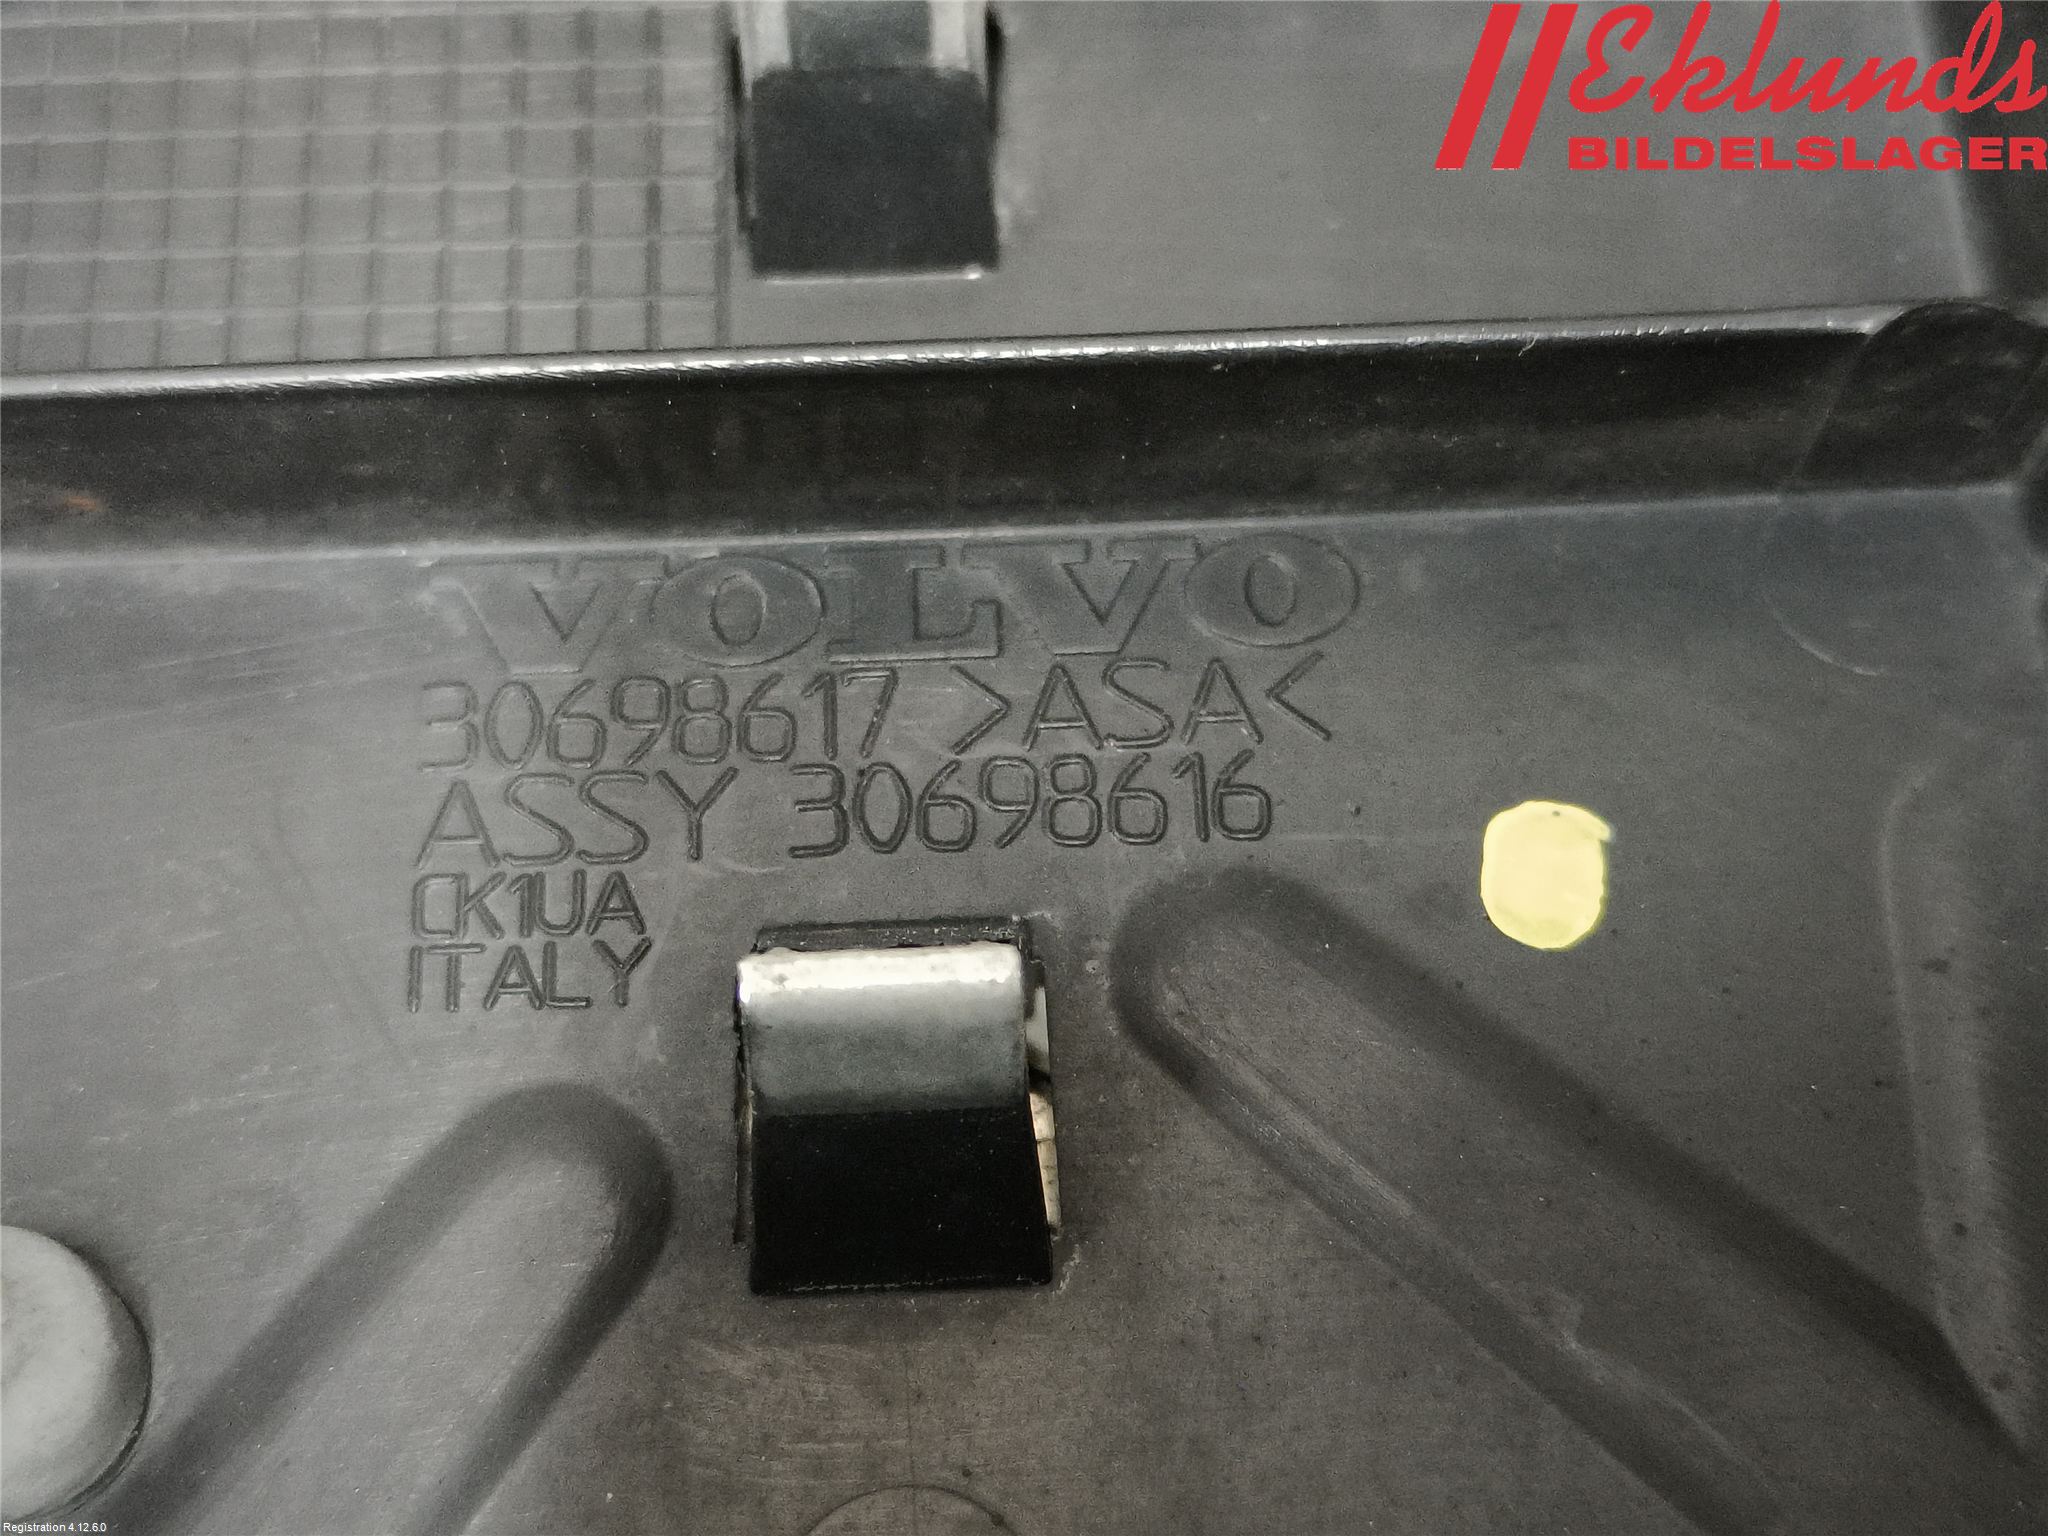 Eklunds
BILDELSLAGER
VOLVO
30698617 >ASA<
ASSY 30698616
CK1UA
ITALY
Registration 4.12.6.0